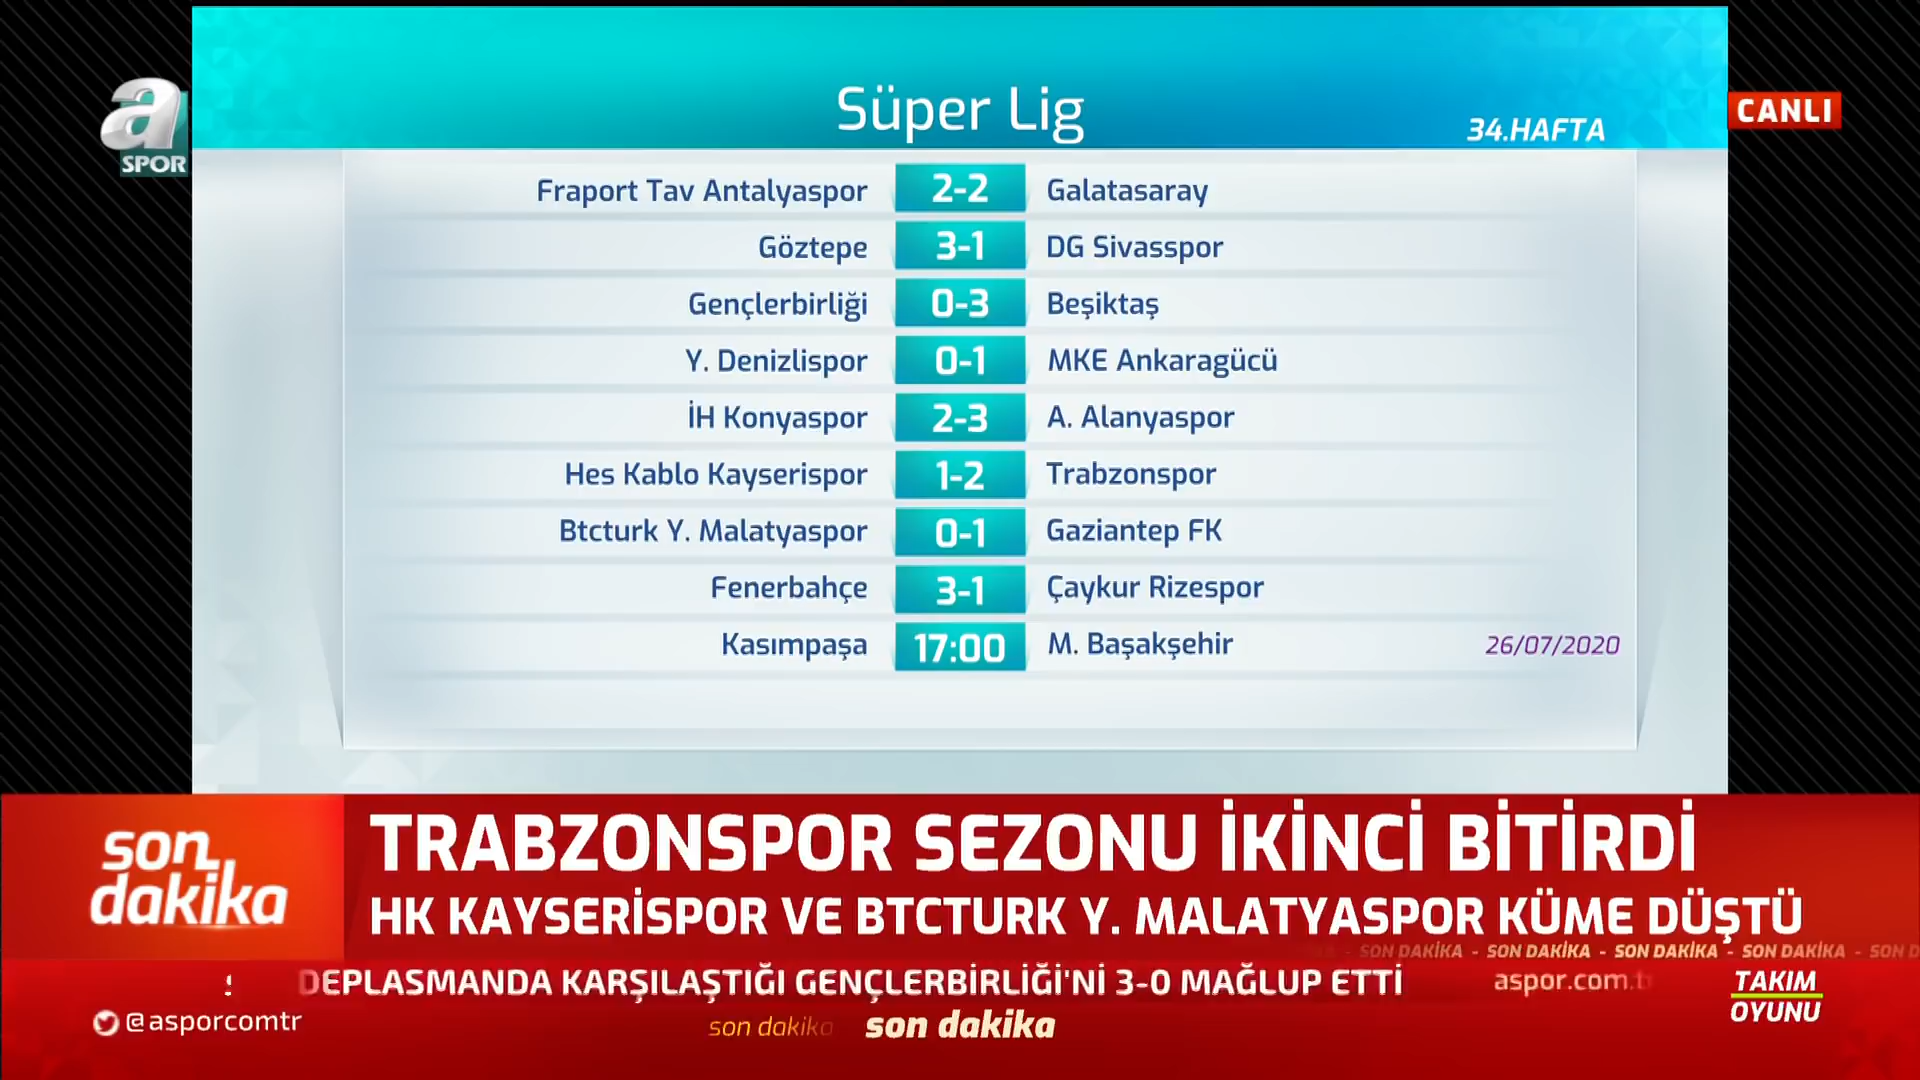 Süper Lig
34.HAFTA
a
SPOR
CANLI
Fraport Tav Antalyaspor 2-2 Galatasaray
Göztepe 3-1 DG Sivasspor
Gençlerbirliği 0-3 Beşiktaş
Y. Denizlispor 0-1 MKE Ankaragücü
İH Konyaspor 2-3 A. Alanyaspor
Hes Kablo Kayserispor 1-2 Trabzonspor
Btcturk Y. Malatyaspor 0-1 Gaziantep FK
Fenerbahçe 3-1 Çaykur Rizespor
Kasımpaşa 17:00 M. Başakşehir 26/07/2020
son dakika
TRABZONSPOR SEZONU İKİNCİ BİTİRDİ
HK KAYSERİSPOR VE BTCTURK Y. MALATYASPOR KÜME DÜŞTÜ
- SON DAKİKA - SON DAKİKA - SON DAKİKA - SON DAKİKA - SON D
DEPLASMANDA KARŞILAŞTIĞI GENÇLERBİRLİĞİ'Nİ 3-0 MAĞLUP ETTİ
aspor.com.t
TAKIM
OYUNU
@asporcomtr
son dakika son dakika